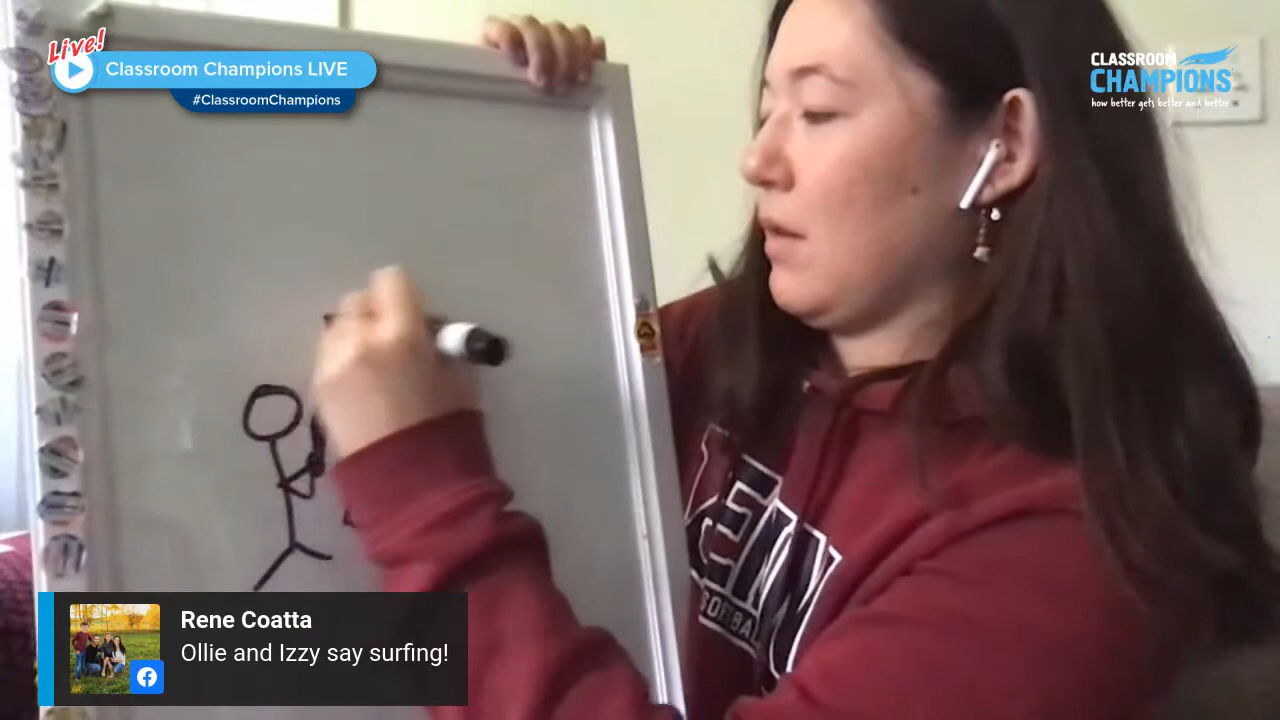 Live!
Classroom Champions LIVE
#ClassroomChampions
CLASSROOM
CHAMPIONS
how better gets better and better
PENN
Rene Coatta
Ollie and Izzy say surfing!